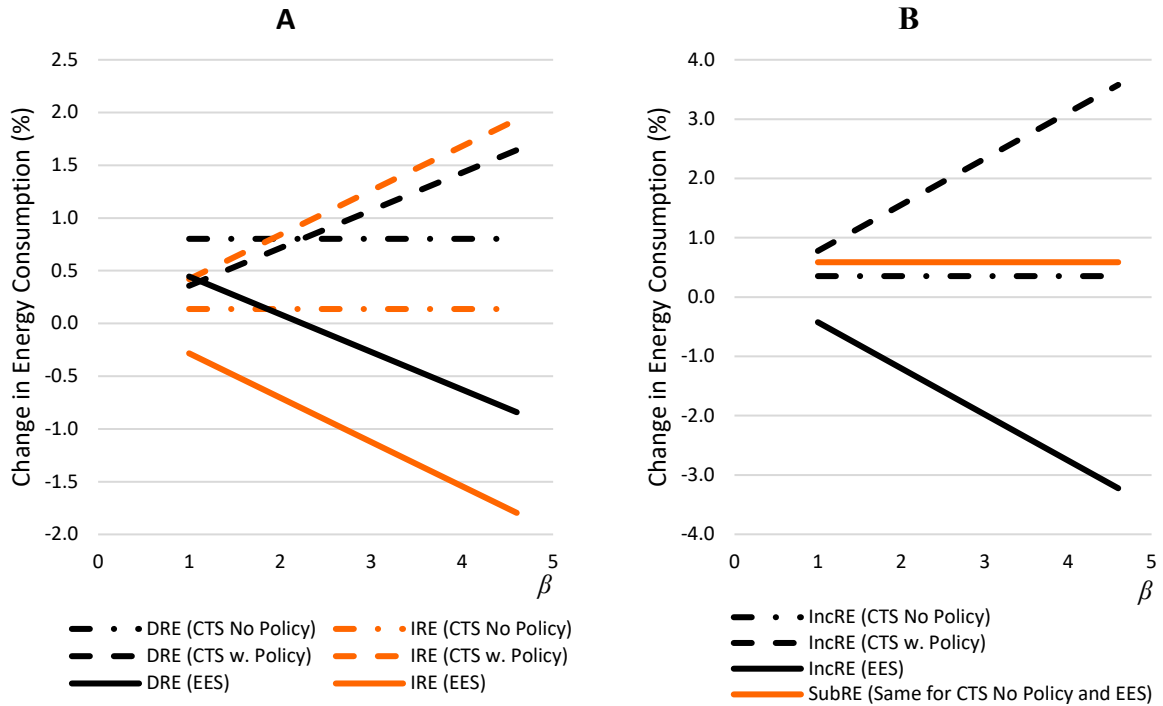 A
Change in Energy Consumption (%)
2.5
2.0
1.5
1.0
0.5
0.0
-0.5
-1.0
-1.5
-2.0
0 1 2 3 4 5
β
DRE (CTS No Policy) IRE (CTS No Policy)
DRE (CTS w. Policy) IRE (CTS w. Policy)
DRE (EES) IRE (EES)
B
Change in Energy Consumption (%)
4.0
3.0
2.0
1.0
0.0
-1.0
-2.0
-3.0
-4.0
0 1 2 3 4 5
β
IncRE (CTS No Policy)
IncRE (CTS w. Policy)
IncRE (EES)
SubRE (Same for CTS No Policy and EES)